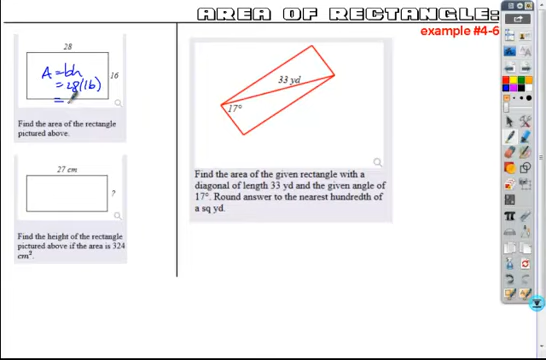 AREA OF RECTANGLE:
example #4-6
28
16
A = bh
= 28(16)
=
Find the area of the rectangle
pictured above.
27 cm
?
Find the height of the rectangle
pictured above if the area is 324
cm².
33 yd
17°
Find the area of the given rectangle with a
diagonal of length 33 yd and the given angle of
17°. Round answer to the nearest hundredth of
a sq yd.